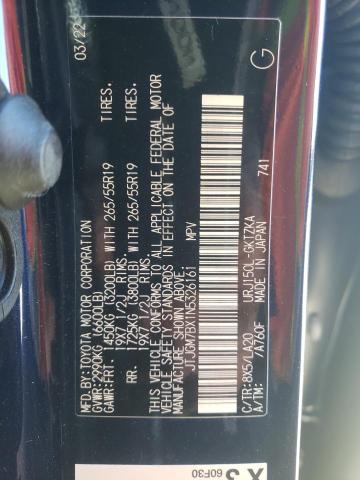 MFD. BY:TOYOTA MOTOR CORPORATION 03/22
GVWR:2990KG (6600LB)
GAWR:FRT. 1450KG (3200LB) WITH 265/55R19 TIRES.
19X7 1/2J RIMS.
RR. 1725KG (3800LB) WITH 265/55R19 TIRES.
19X7 1/2J RIMS.
THIS VEHICLE CONFORMS TO ALL APPLICABLE FEDERAL MOTOR
VEHICLE SAFETY STANDARDS IN EFFECT ON THE DATE OF
MANUFACTURE SHOWN ABOVE.
JTJGM7BX1N5326161 MPV G
C/TR:8X5/LA20 URJ150L-GKTZKA 741
A/TM: /A760F MADE IN JAPAN
X 3
60F30